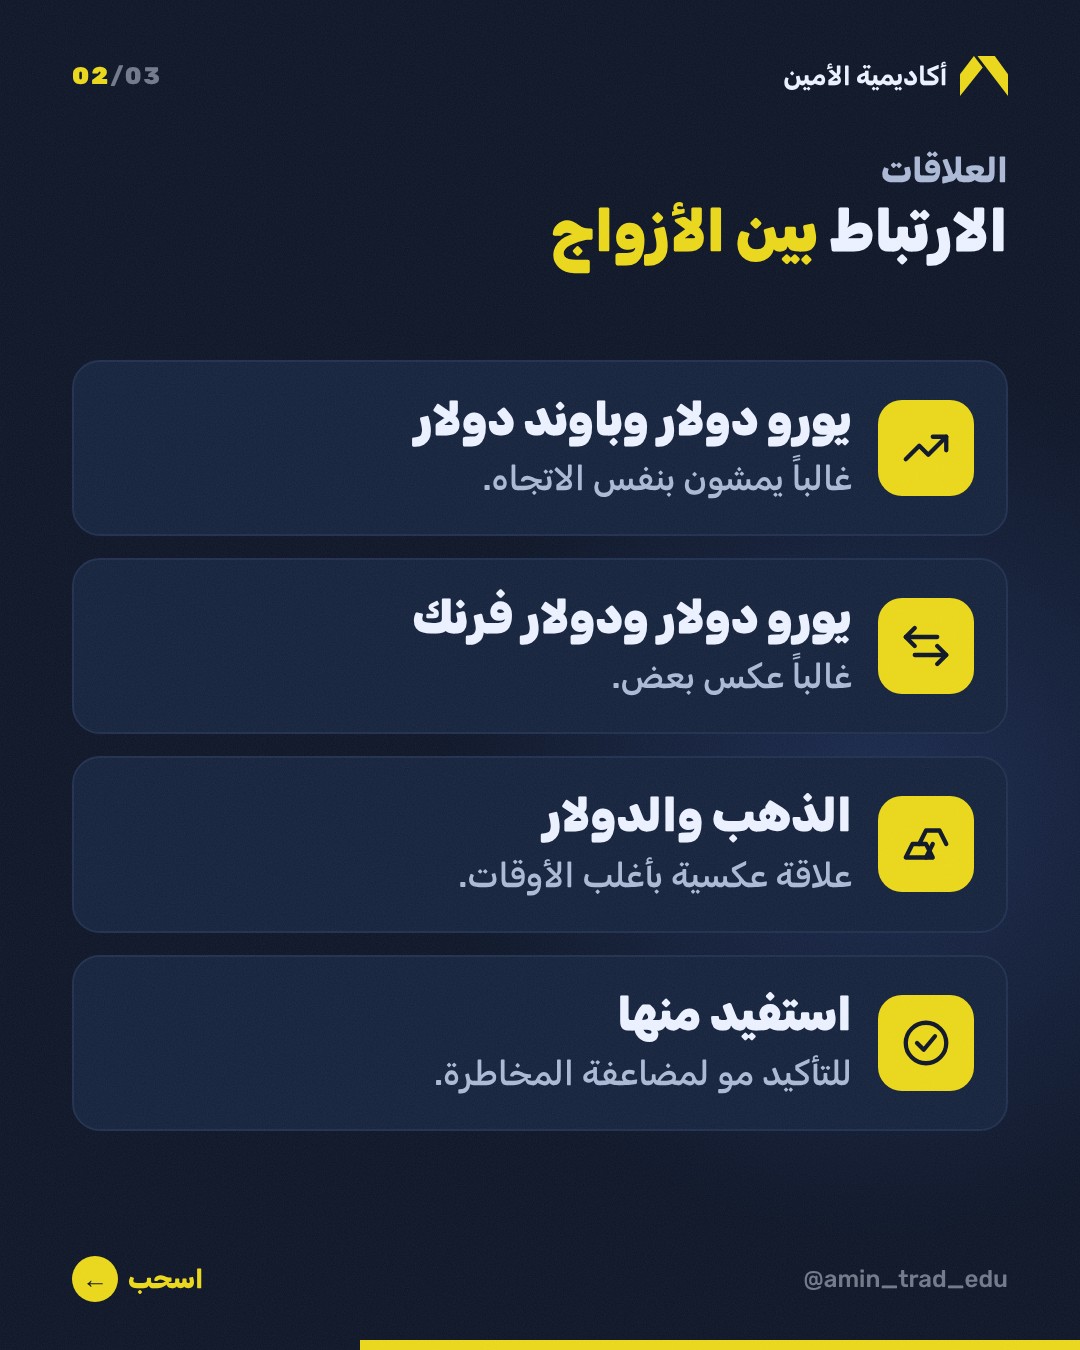 أكاديمية الأمين
02/03
العلاقات
الارتباط بين الأزواج
يورو دولار وباوند دولار
غالباً يمشون بنفس الاتجاه.
يورو دولار ودولار فرنك
غالباً عكس بعض.
الذهب والدولار
علاقة عكسية بأغلب الأوقات.
استفيد منها
للتأكيد مو لمضاعفة المخاطرة.
@amin_trad_edu
اسحب ←